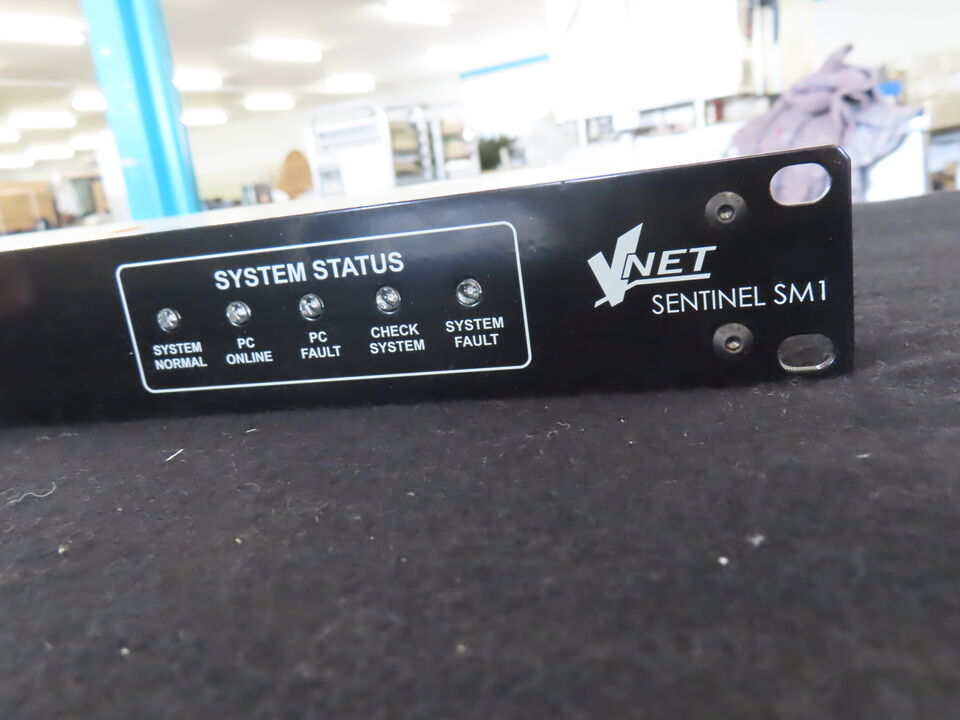 SYSTEM STATUS
SYSTEM
NORMAL
PC
ONLINE
PC
FAULT
CHECK
SYSTEM
SYSTEM
FAULT
VNET
SENTINEL SM1